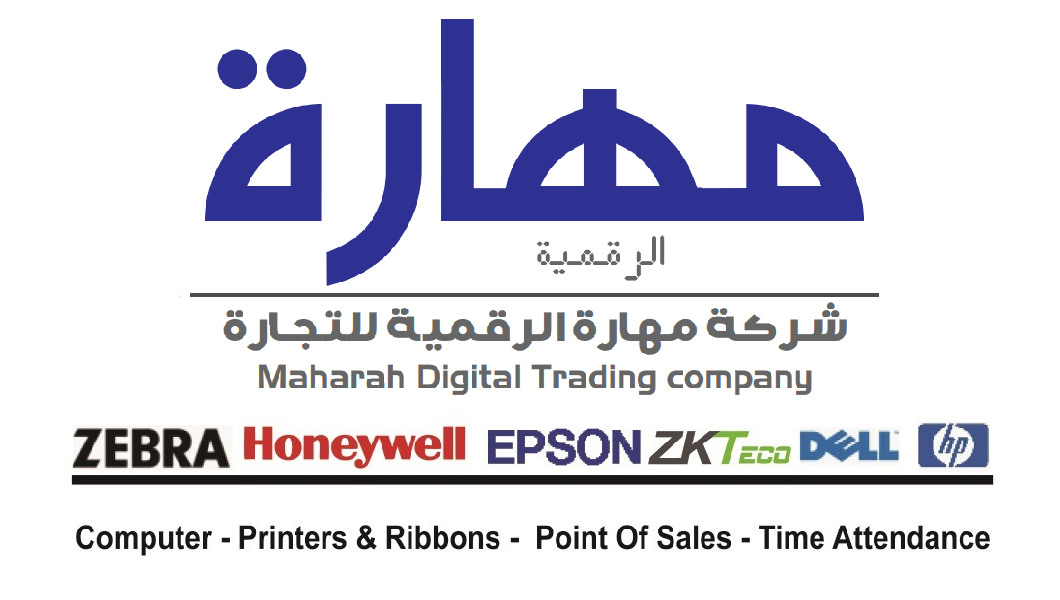 مهارة
الرقمية
شركة مهارة الرقمية للتجارة
Maharah Digital Trading company
ZEBRA Honeywell EPSON ZKTECO DELL hp
Computer - Printers & Ribbons - Point Of Sales - Time Attendance